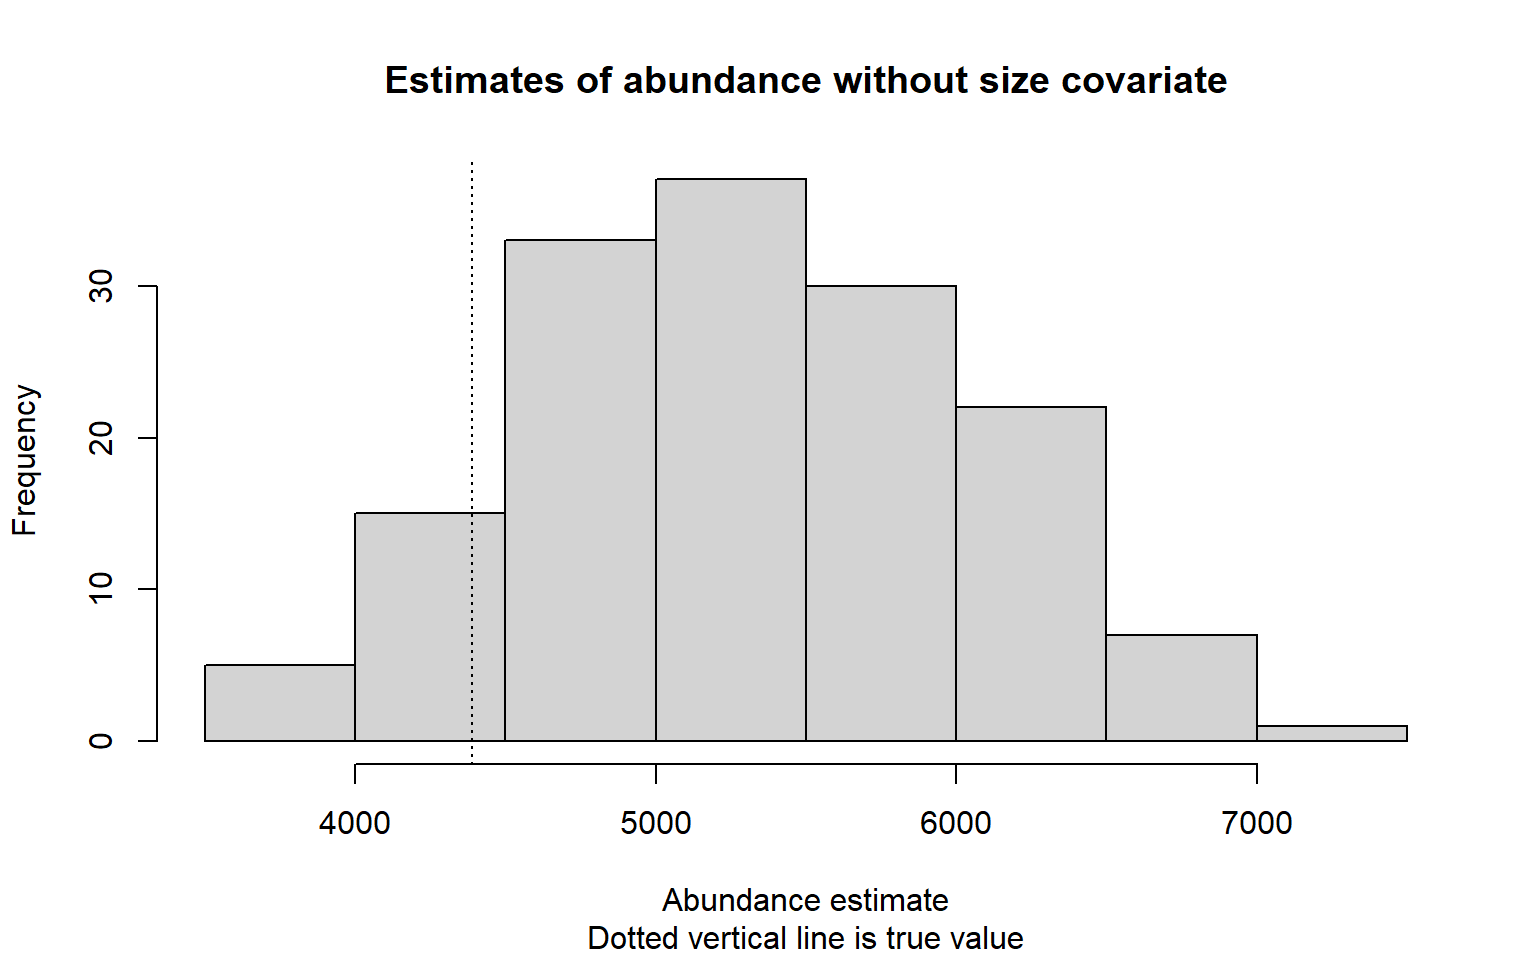 Estimates of abundance without size covariate
Frequency
30
20
10
0
4000 5000 6000 7000
Abundance estimate
Dotted vertical line is true value